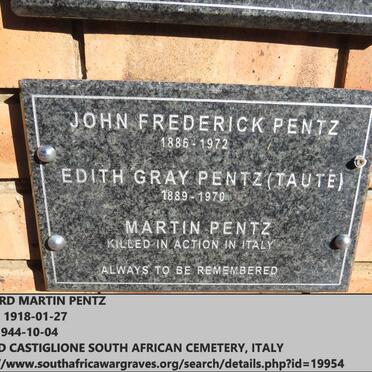 JOHN FREDERICK PENTZ
1886 - 1972
EDITH GRAY PENTZ (TAUTE)
1889 - 1970
MARTIN PENTZ
KILLED IN ACTION IN ITALY
ALWAYS TO BE REMEMBERED
RD MARTIN PENTZ
1918-01-27
944-10-04
D CASTIGLIONE SOUTH AFRICAN CEMETERY, ITALY
/www.southafricawargraves.org/search/details.php?id=19954